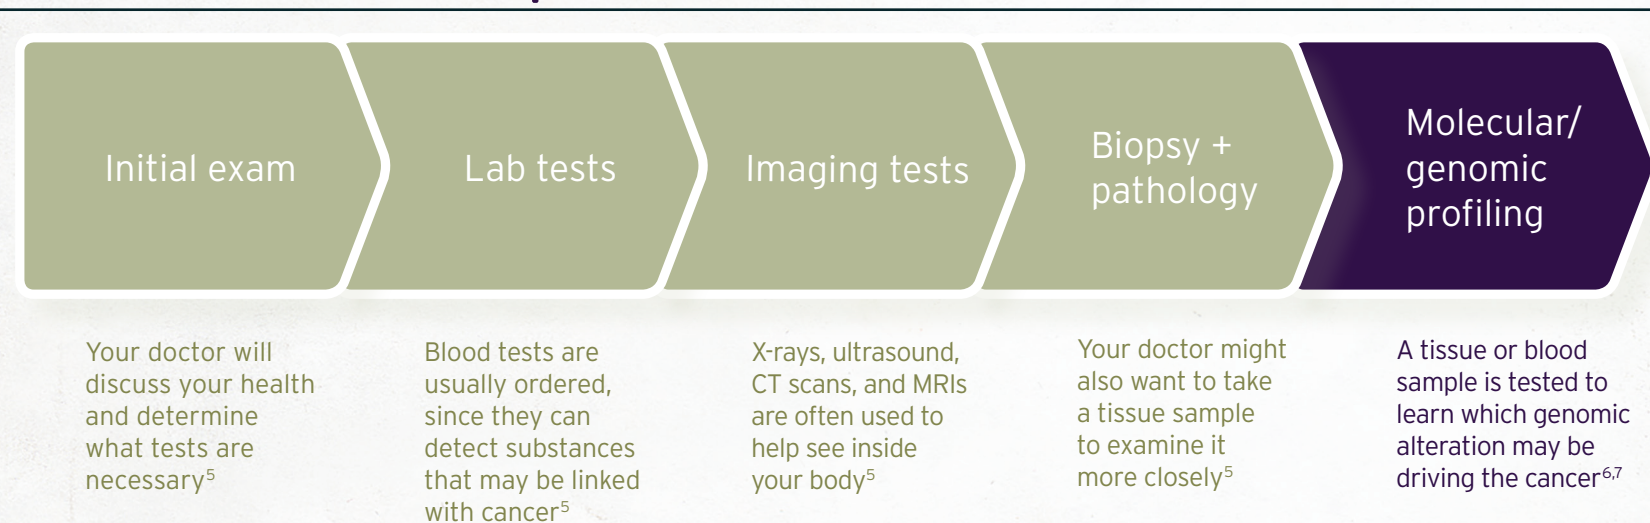 Initial exam
Lab tests
Imaging tests
Biopsy +
pathology
Molecular/
genomic
profiling
Your doctor will
discuss your health
and determine
what tests are
necessary⁵
Blood tests are
usually ordered,
since they can
detect substances
that may be linked
with cancer⁵
X-rays, ultrasound,
CT scans, and MRIs
are often used to
help see inside
your body⁵
Your doctor might
also want to take
a tissue sample
to examine it
more closely⁵
A tissue or blood
sample is tested to
learn which genomic
alteration may be
driving the cancer⁶,⁷